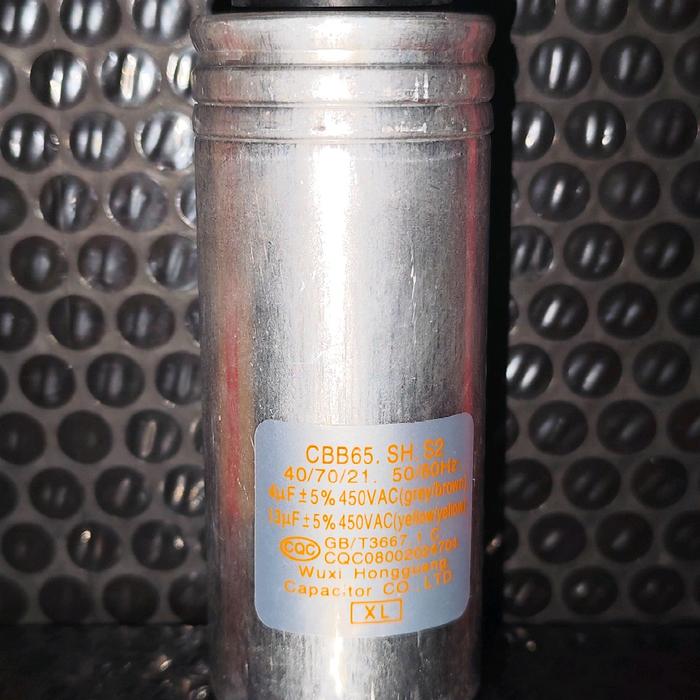 CBB65. SH. S2
40/70/21. 50/60Hz
4μF±5% 450VAC(grey/brown)
13μF±5% 450VAC(yellow/yellow)
CQC GB/T3667.1 C
Wuxi Hongguang
Capacitor CO.,LTD
XL